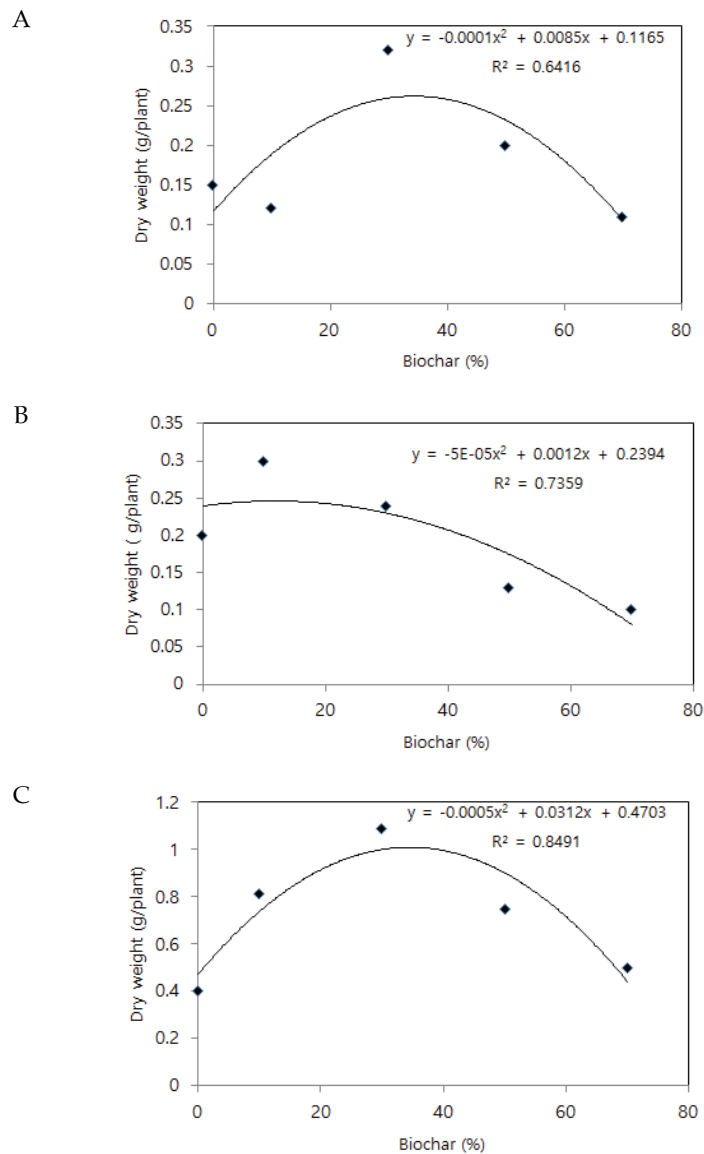 A
y = -0.0001x² + 0.0085x + 0.1165
R² = 0.6416
0.35
0.3
0.25
0.2
0.15
0.1
0.05
0
Dry weight (g/plant)
0 20 40 60 80
Biochar (%)
B
y = -5E-05x² + 0.0012x + 0.2394
R² = 0.7359
0.35
0.3
0.25
0.2
0.15
0.1
0.05
0
Dry weight ( g/plant)
0 20 40 60 80
Biochar (%)
C
y = -0.0005x² + 0.0312x + 0.4703
R² = 0.8491
1.2
1
0.8
0.6
0.4
0.2
0
Dry weight (g/plant)
0 20 40 60 80
Biochar (%)